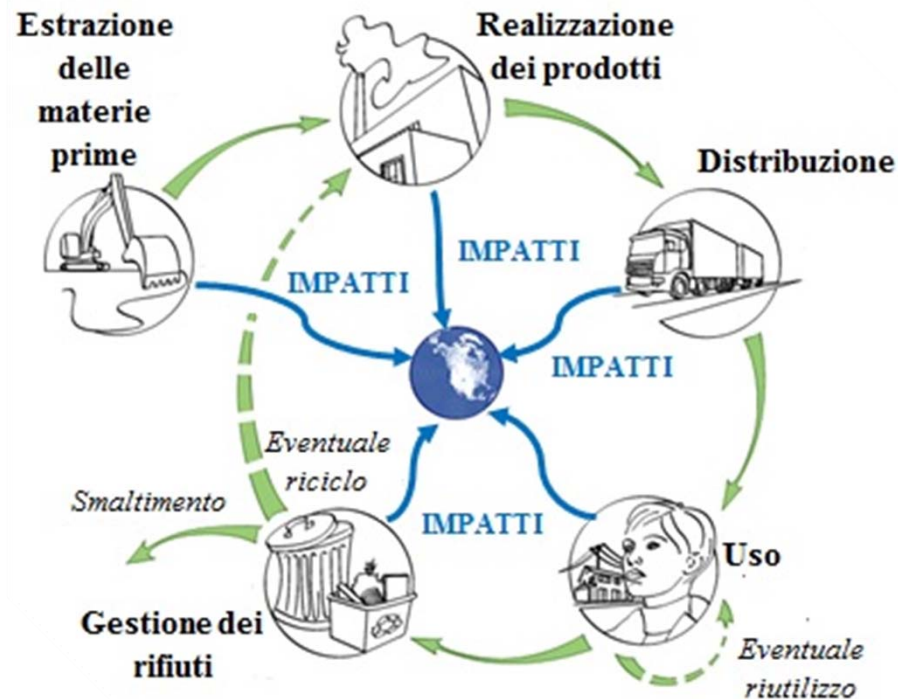 Estrazione
delle
materie
prime
Realizzazione
dei prodotti
Distribuzione
IMPATTI
IMPATTI
IMPATTI
Eventuale
riciclo
Smaltimento
IMPATTI
Uso
Gestione dei
rifiuti
Eventuale
riutilizzo